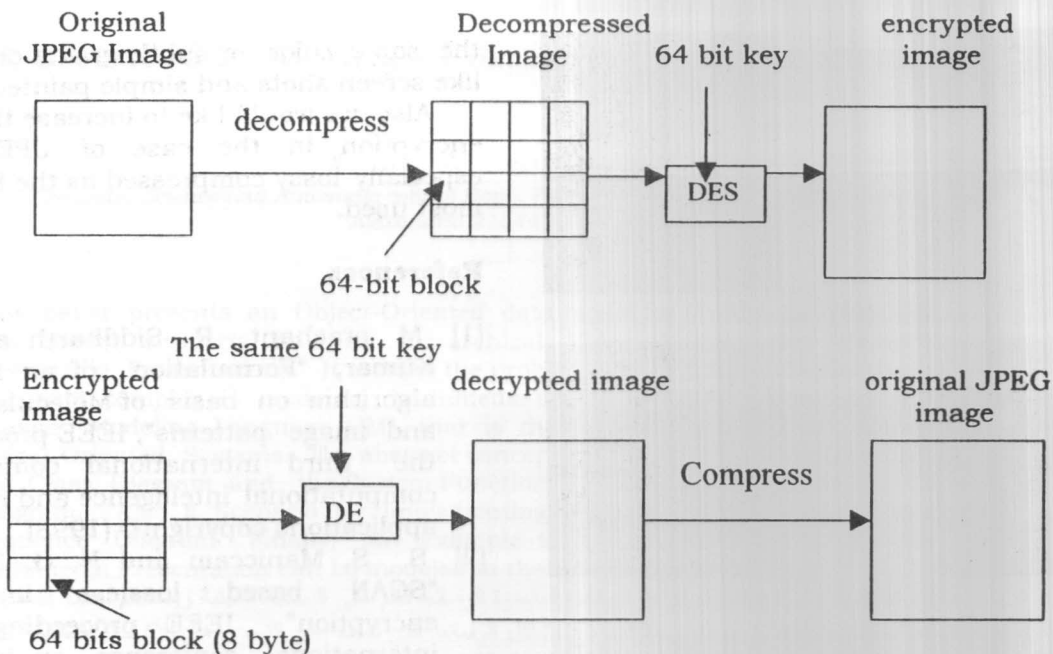 Original
JPEG Image
decompress
Decompressed
Image
64 bit key
encrypted
image
DES
64-bit block
The same 64 bit key
Encrypted
Image
decrypted image
original JPEG
image
DE
Compress
64 bits block (8 byte)